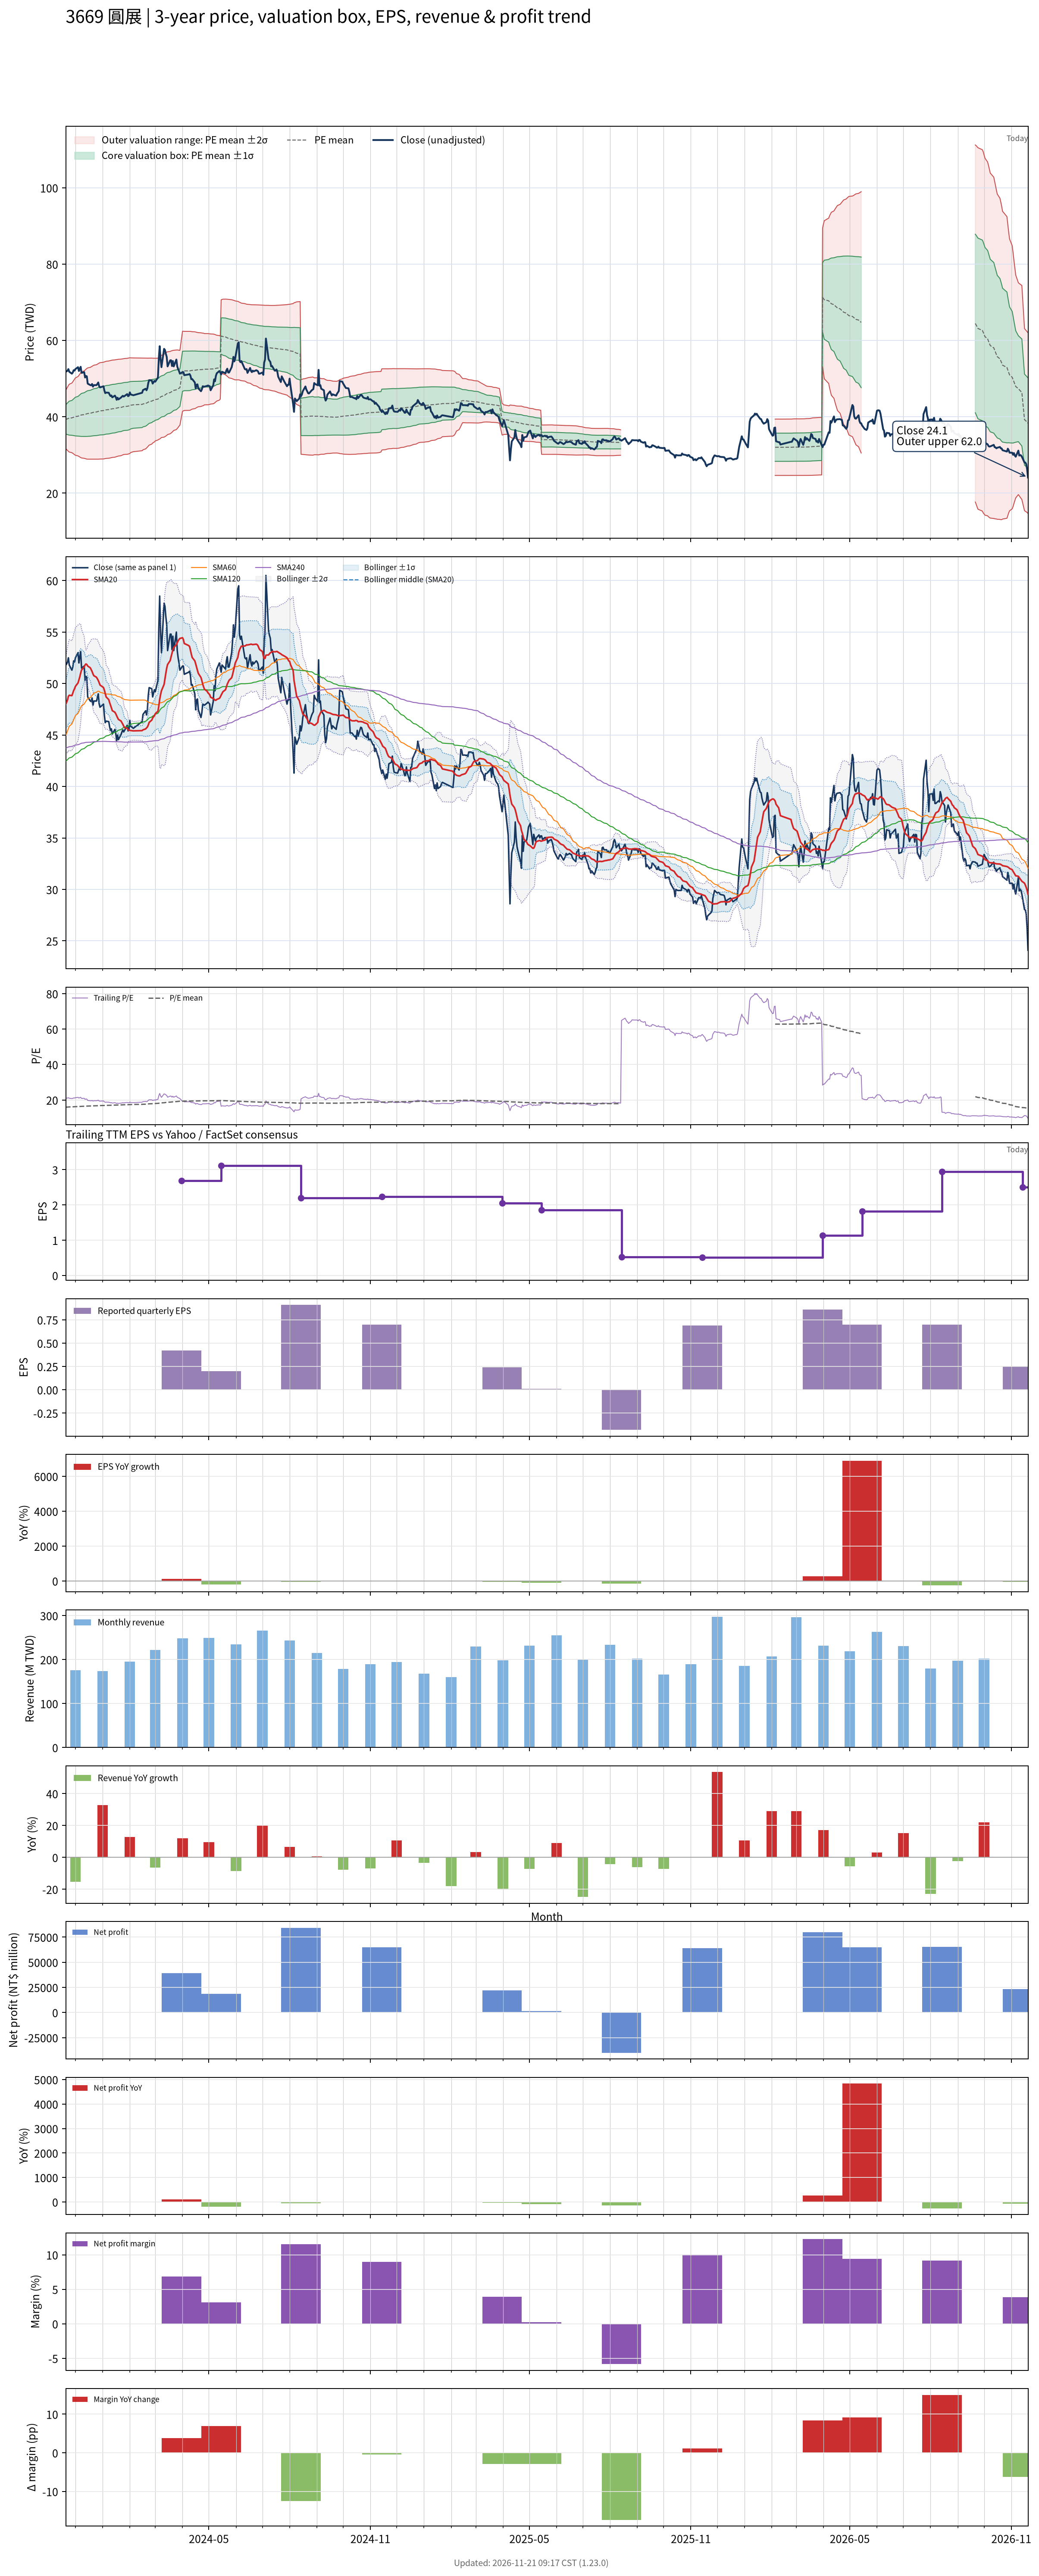 3669 圓展 | 3-year price, valuation box, EPS, revenue & profit trend
Outer valuation range: PE mean ±2σ
Core valuation box: PE mean ±1σ
PE mean
Close (unadjusted)
Today
Price (TWD)
100
80
60
40
20
Close 24.1
Outer upper 62.0
Close (same as panel 1)
SMA20
SMA60
SMA120
SMA240
Bollinger ±2σ
Bollinger ±1σ
Bollinger middle (SMA20)
Price
60
55
50
45
40
35
30
25
Trailing P/E
P/E mean
P/E
80
60
40
20
Trailing TTM EPS vs Yahoo / FactSet consensus
Today
EPS
3
2
1
0
Reported quarterly EPS
EPS
0.75
0.50
0.25
0.00
-0.25
EPS YoY growth
YoY (%)
6000
4000
2000
0
Monthly revenue
Revenue (M TWD)
300
200
100
0
Revenue YoY growth
YoY (%)
40
20
0
-20
Month
Net profit
Net profit (NT$ million)
75000
50000
25000
0
-25000
Net profit YoY
YoY (%)
5000
4000
3000
2000
1000
0
Net profit margin
Margin (%)
10
5
0
-5
Margin YoY change
Δ margin (pp)
10
0
-10
2024-05
2024-11
2025-05
2025-11
2026-05
2026-11
Updated: 2026-11-21 09:17 CST (1.23.0)